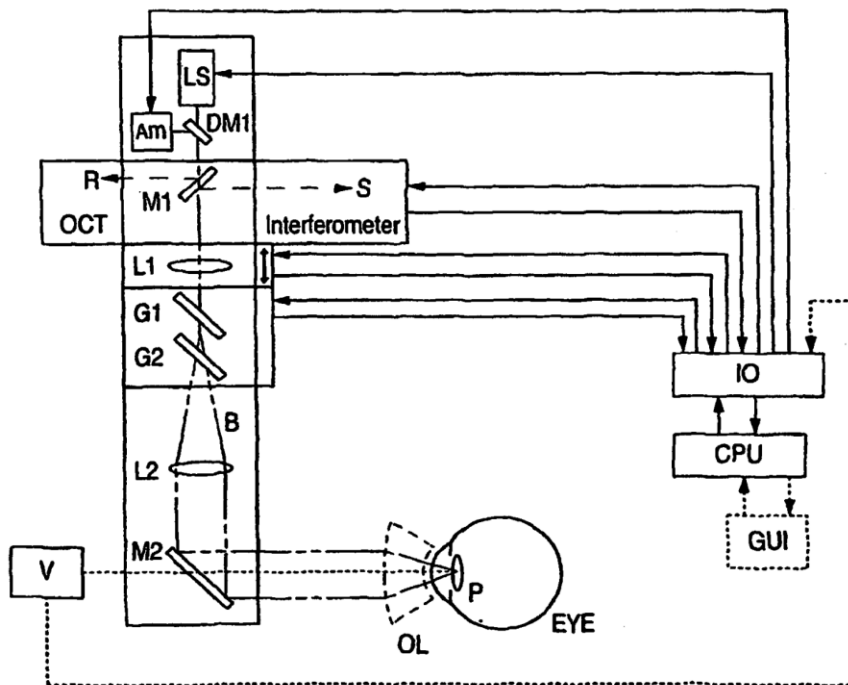 LS
Am
DM1
R
M1
S
OCT
Interferometer
L1
G1
G2
IO
B
CPU
L2
GUI
M2
V
P
EYE
OL